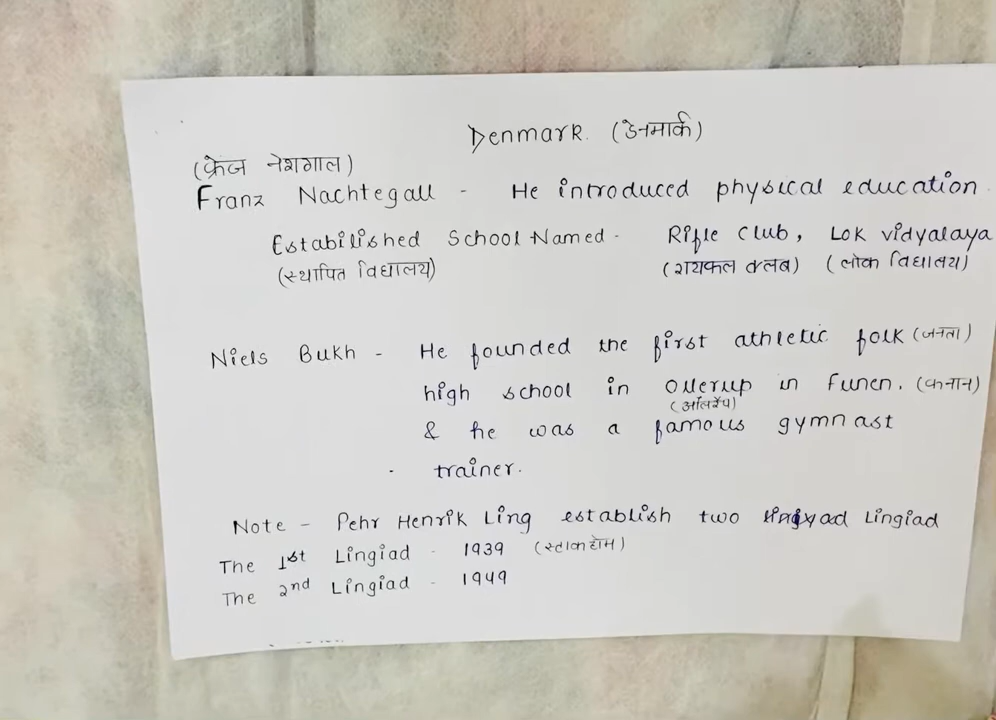 Denmark. (डेनमार्क)
(फ्रेंज नेशगाल)
Franz Nachtegall - He introduced physical education
Estabilished School Named - Rifle Club, Lok vidyalaya
(स्थापित विद्यालय) (रायफल क्लब) (लोक विद्यालय)
Niels Bukh - He founded the first athletic folk (जनता)
high school in Ollerup in Funen. (फनान)
(ऑलरॅप)
& he was a famous gymnast
trainer.
Note - Pehr Henrik Ling establish two Lingiad
The 1st Lingiad - 1939 (स्टाकहोम)
The 2nd Lingiad - 1949